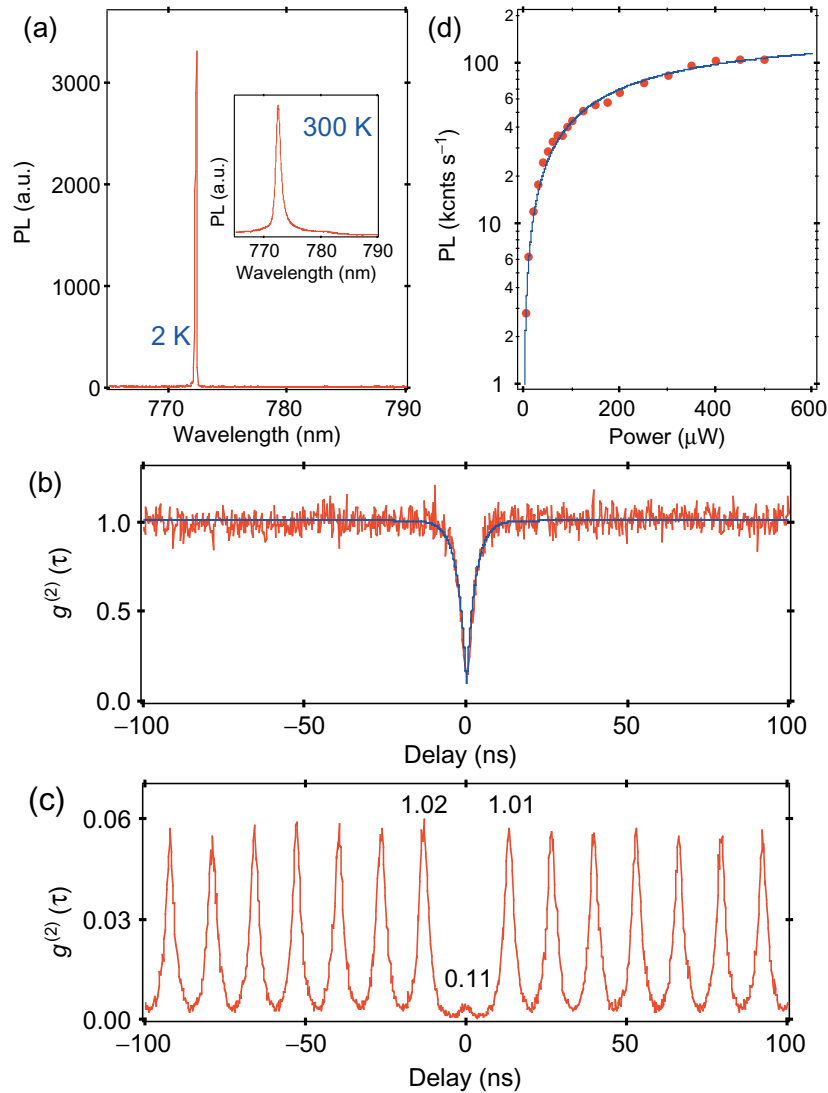 (a)
3000
2000
1000
0
PL (a.u.)
2 K
770
780
790
Wavelength (nm)
300 K
PL (a.u.)
770
780
790
Wavelength (nm)
(d)
2
100
6
4
2
10
6
4
2
1
PL (kcnts s⁻¹)
0
200
400
600
Power (μW)
(b)
1.0
0.5
0.0
g⁽²⁾ (τ)
−100
−50
0
50
100
Delay (ns)
(c)
0.06
0.03
0.00
g⁽²⁾ (τ)
1.02
1.01
0.11
−100
−50
0
50
100
Delay (ns)